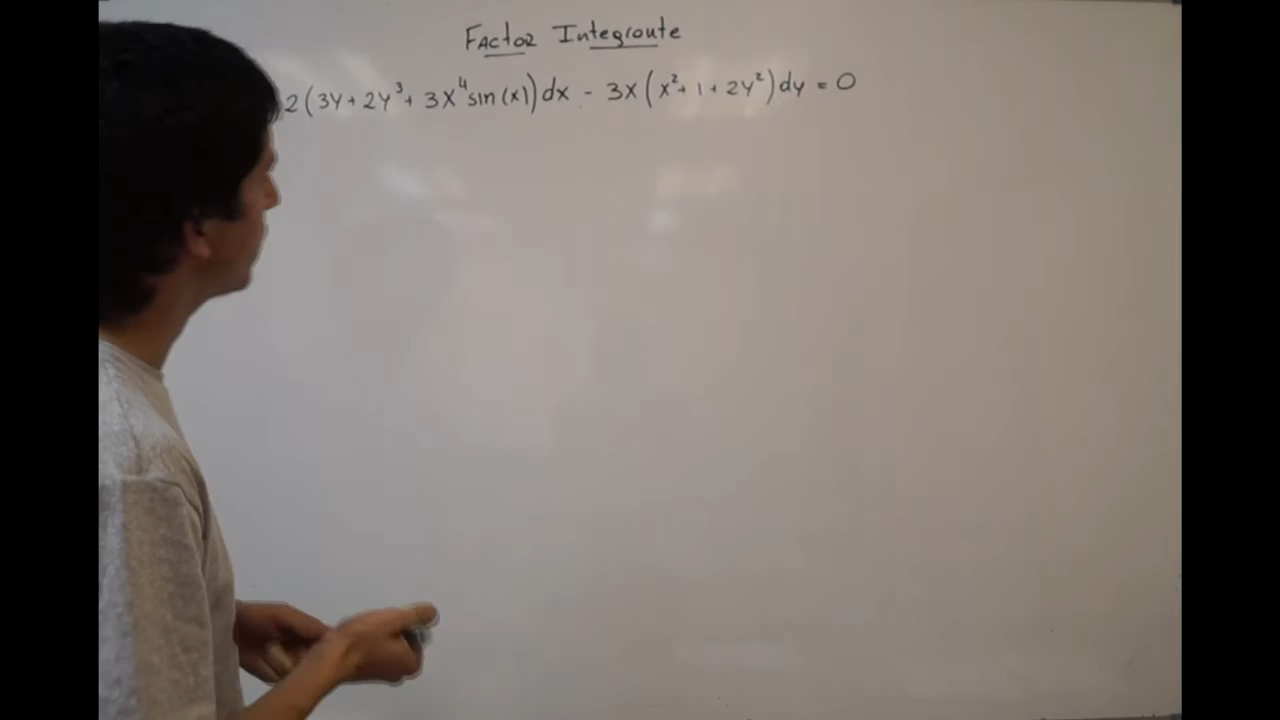 Factor Integrante
2(3y + 2y³ + 3x⁴ sin(x))dx - 3x(x² + 1 + 2y²)dy = 0